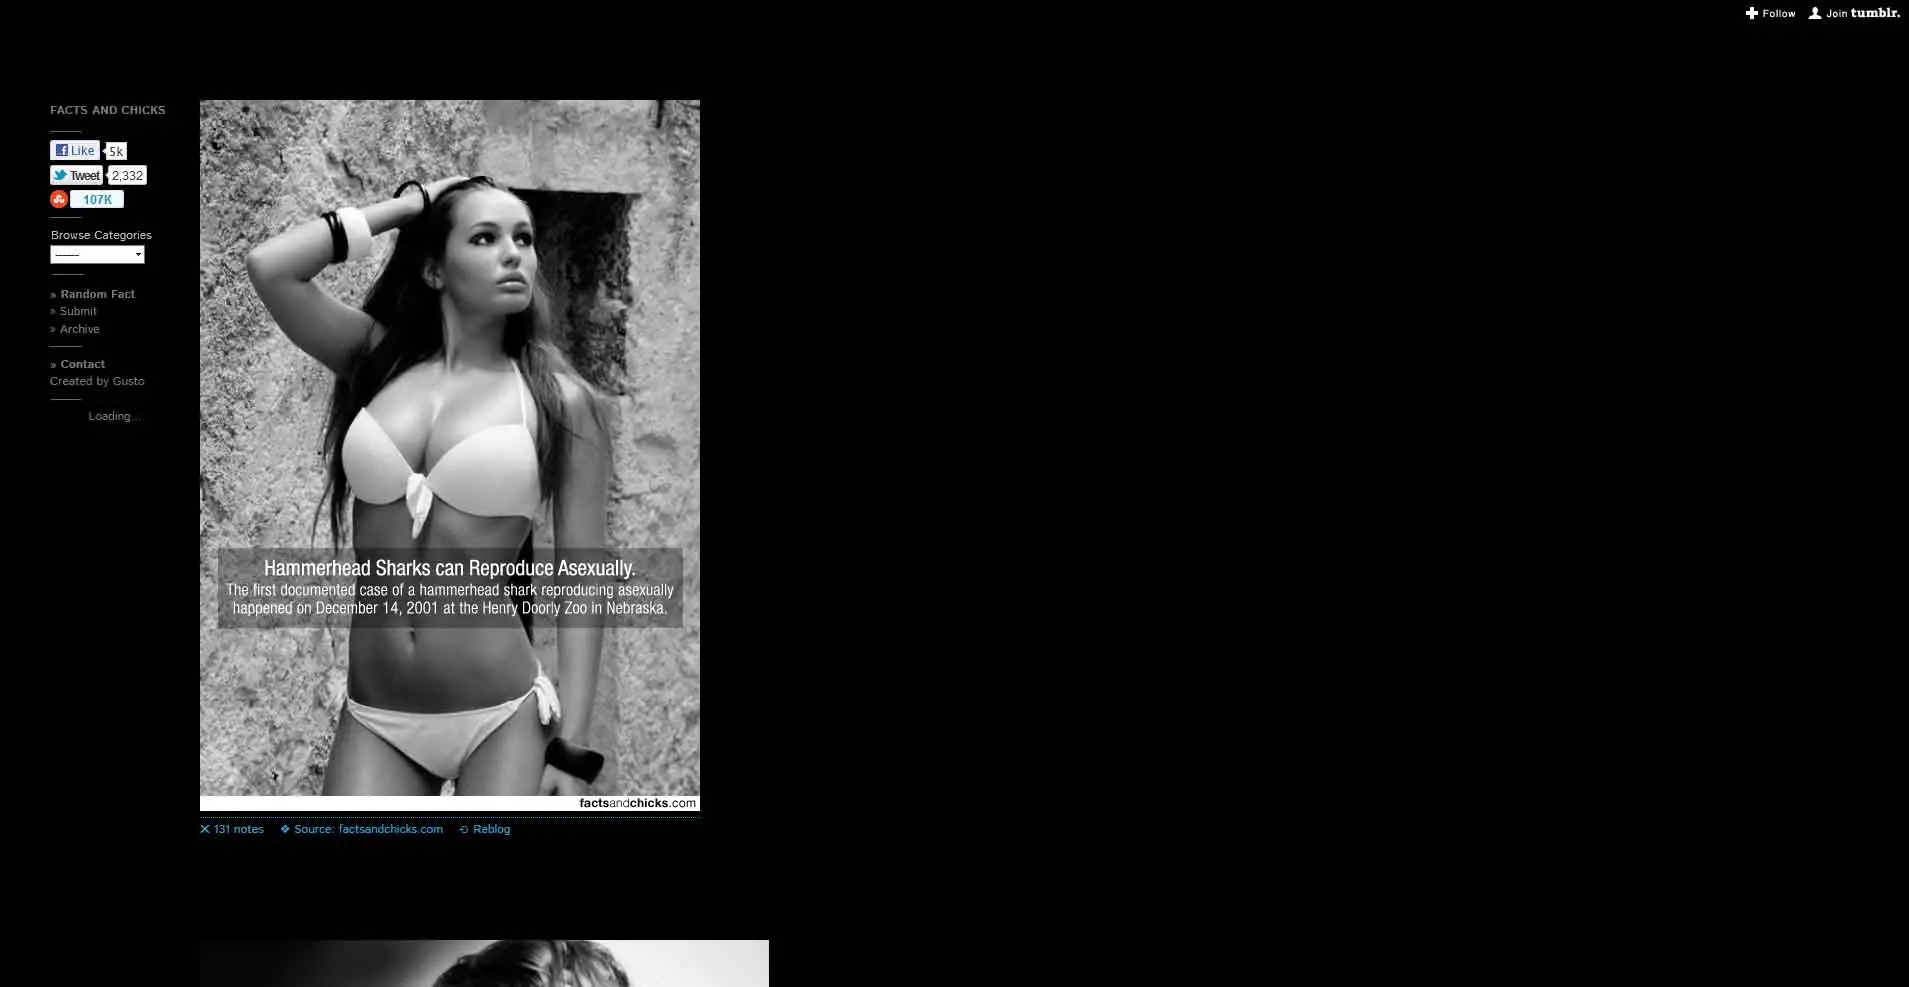 Follow
Join tumblr.
FACTS AND CHICKS
Like 5k
Tweet 2,332
107K
Browse Categories
------
» Random Fact
» Submit
» Archive
» Contact
Created by Gusto
Loading...
Hammerhead Sharks can Reproduce Asexually.
The first documented case of a hammerhead shark reproducing asexually
happened on December 14, 2001 at the Henry Doorly Zoo in Nebraska.
factsandchicks.com
131 notes
Source: factsandchicks.com
Reblog